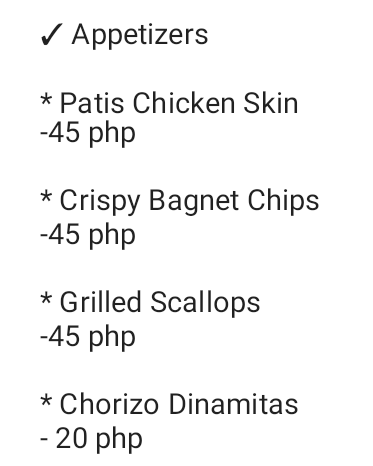 ✓ Appetizers
* Patis Chicken Skin
-45 php
* Crispy Bagnet Chips
-45 php
* Grilled Scallops
-45 php
* Chorizo Dinamitas
- 20 php